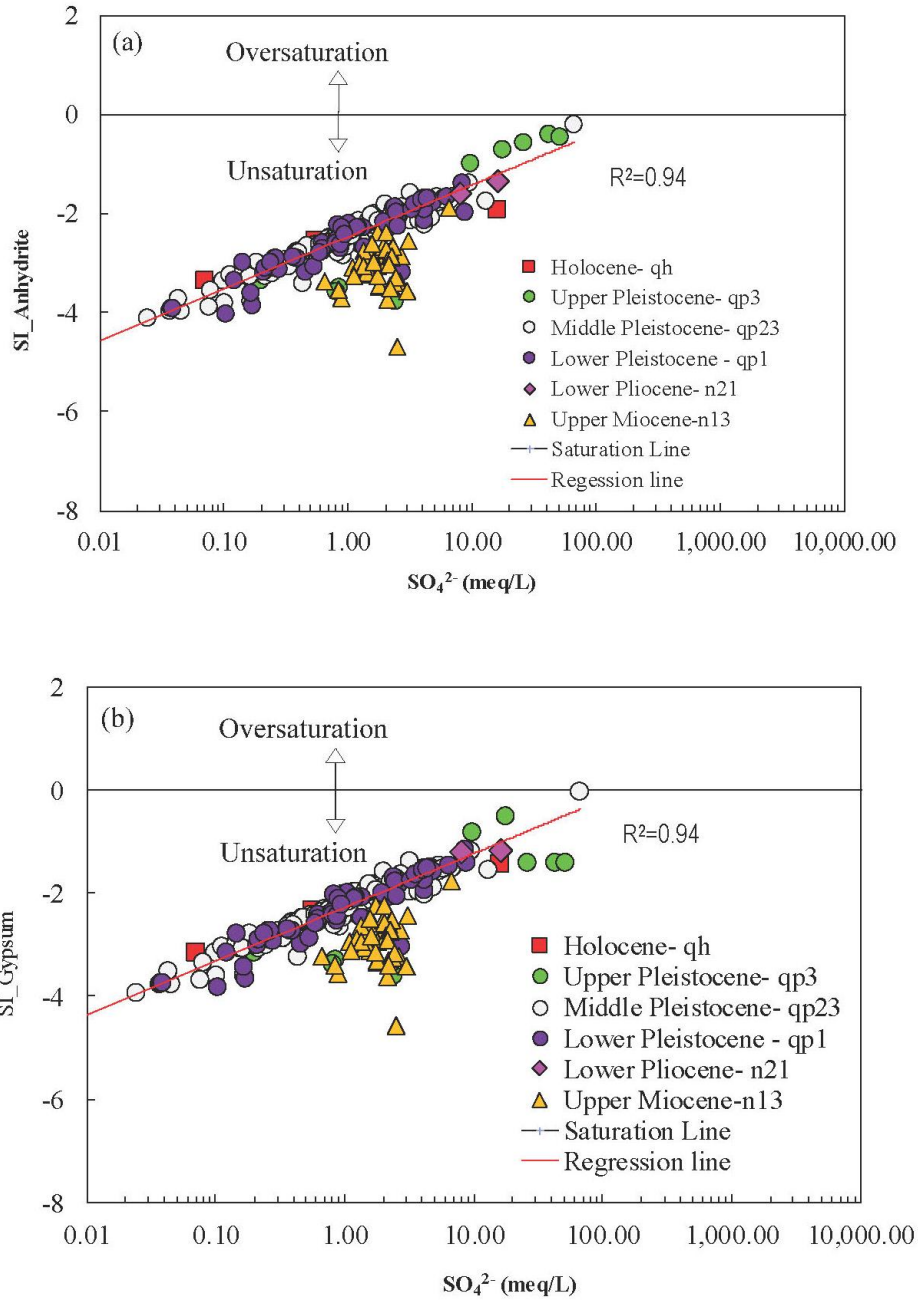 (a)
Oversaturation
Unsaturation
R²=0.94
2
0
-2
-4
-6
-8
SI_Anhydrite
Holocene- qh
Upper Pleistocene- qp3
Middle Pleistocene- qp23
Lower Pleistocene - qp1
Lower Pliocene- n21
Upper Miocene-n13
Saturation Line
Regession line
0.01 0.10 1.00 10.00 100.00 1,000.00 10,000.00
SO₄²⁻ (meq/L)
(b)
Oversaturation
Unsaturation
R²=0.94
2
0
-2
-4
-6
-8
SI_Gypsum
Holocene- qh
Upper Pleistocene- qp3
Middle Pleistocene- qp23
Lower Pleistocene - qp1
Lower Pliocene- n21
Upper Miocene-n13
Saturation Line
Regression line
0.01 0.10 1.00 10.00 100.00 1,000.00 10,000.00
SO₄²⁻ (meq/L)